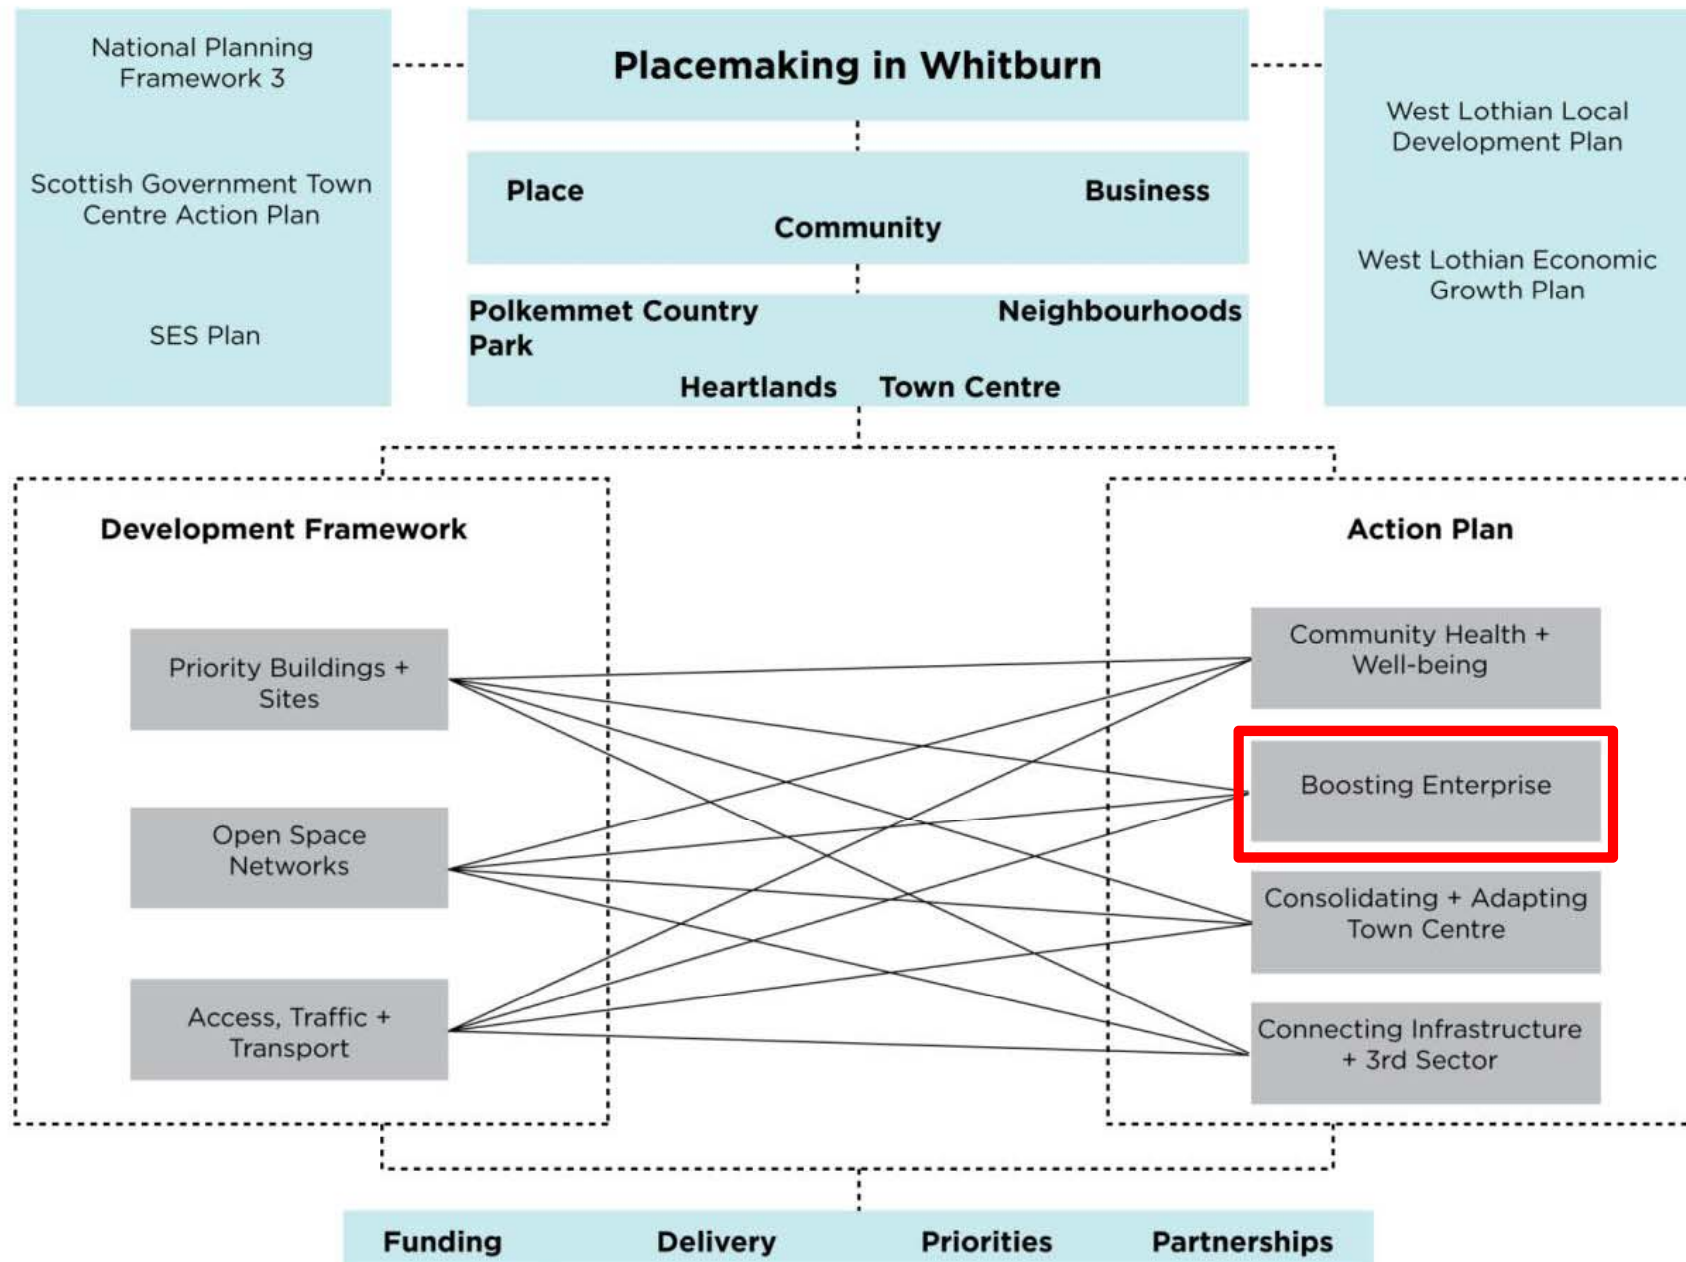 National Planning
Framework 3
Scottish Government Town
Centre Action Plan
SES Plan
Placemaking in Whitburn
Place
Business
Community
Polkemmet Country
Park
Neighbourhoods
Heartlands
Town Centre
West Lothian Local
Development Plan
West Lothian Economic
Growth Plan
Development Framework
Priority Buildings +
Sites
Open Space
Networks
Access, Traffic +
Transport
Action Plan
Community Health +
Well-being
Boosting Enterprise
Consolidating + Adapting
Town Centre
Connecting Infrastructure
+ 3rd Sector
Funding
Delivery
Priorities
Partnerships